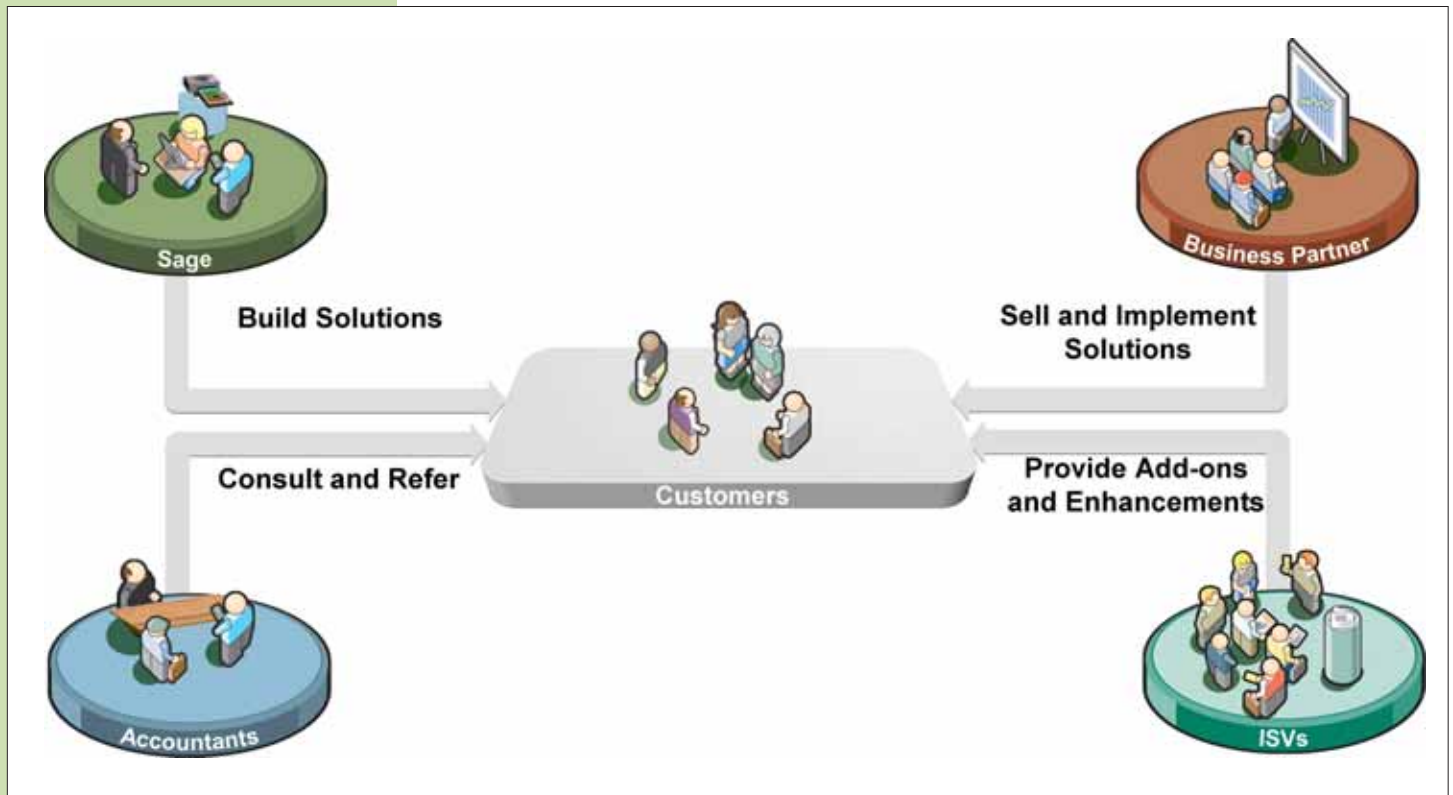 Sage
Business Partner
Build Solutions
Sell and Implement
Solutions
Consult and Refer
Customers
Provide Add-ons
and Enhancements
Accountants
ISVs